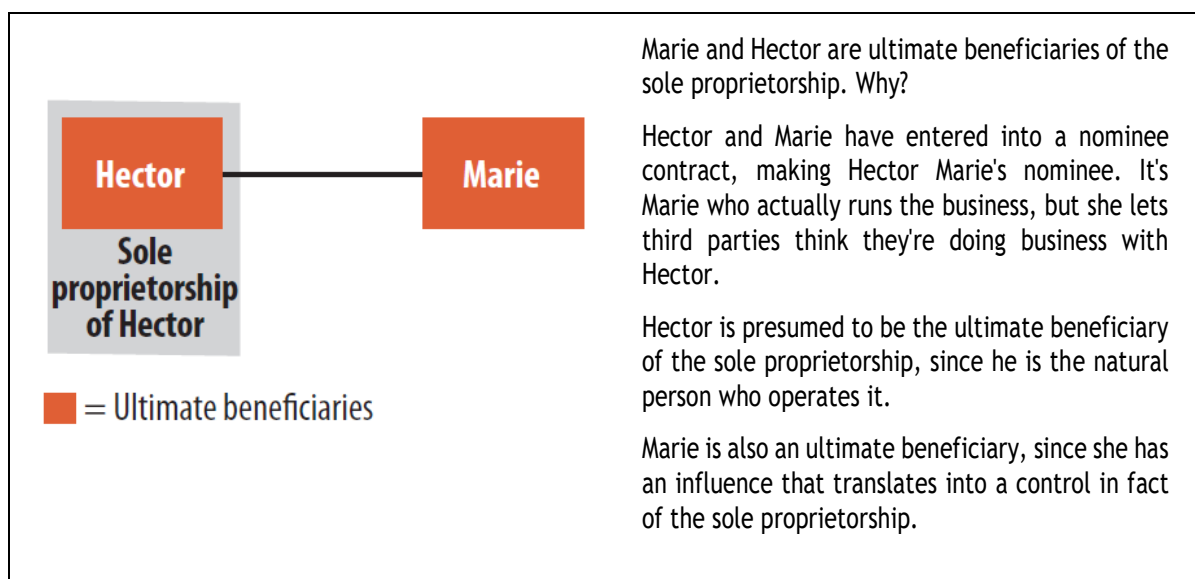 Hector
Marie
Sole
proprietorship
of Hector
= Ultimate beneficiaries
Marie and Hector are ultimate beneficiaries of the
sole proprietorship. Why?
Hector and Marie have entered into a nominee
contract, making Hector Marie's nominee. It's
Marie who actually runs the business, but she lets
third parties think they're doing business with
Hector.
Hector is presumed to be the ultimate beneficiary
of the sole proprietorship, since he is the natural
person who operates it.
Marie is also an ultimate beneficiary, since she has
an influence that translates into a control in fact
of the sole proprietorship.